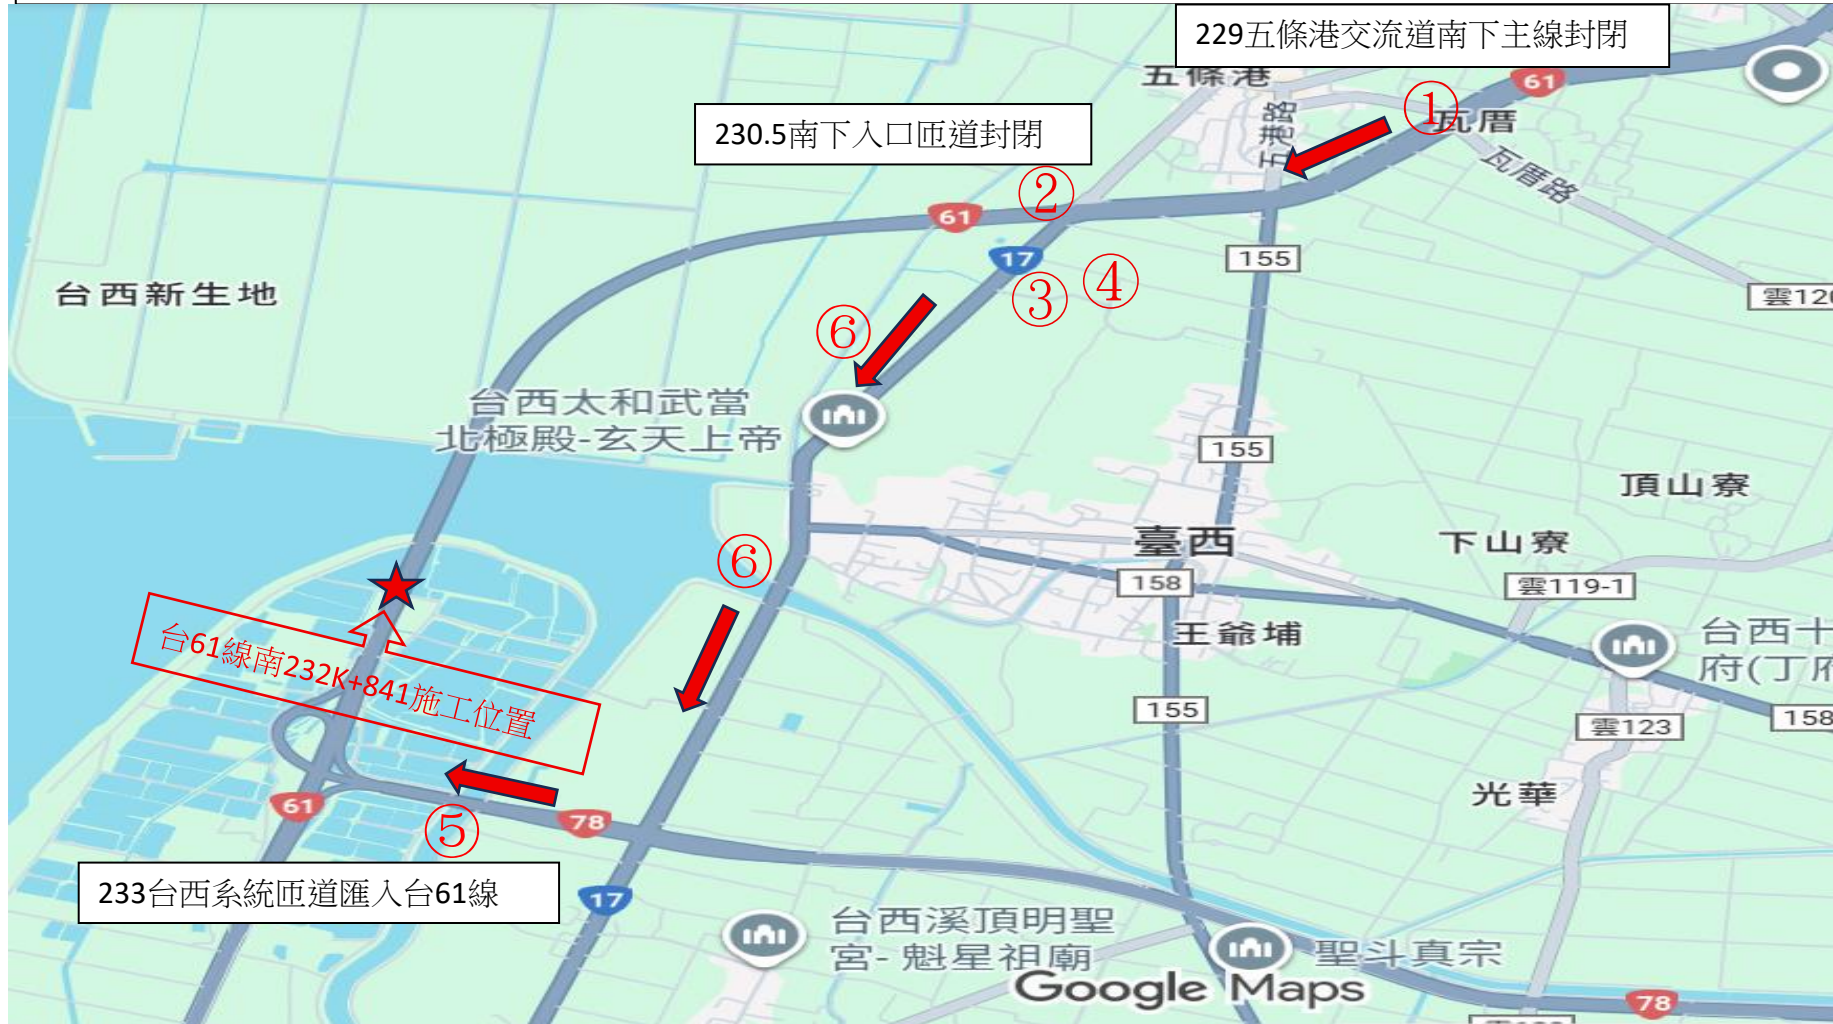 229五條港交流道南下主線封閉
五條港
61
①
瓦厝
五港路
瓦厝路
230.5南下入口匝道封閉
②
61
17
③
④
155
雲120
台西新生地
⑥
台西太和武當
北極殿-玄天上帝
155
頂山寮
臺西
下山寮
⑥
158
雲119-1
台西十
府(丁府
王爺埔
台61線南232K+841施工位置
155
雲123
158
光華
61
⑤
78
233台西系統匝道匯入台61線
17
台西溪頂明聖
宮-魁星祖廟
聖斗真宗
Google Maps
78